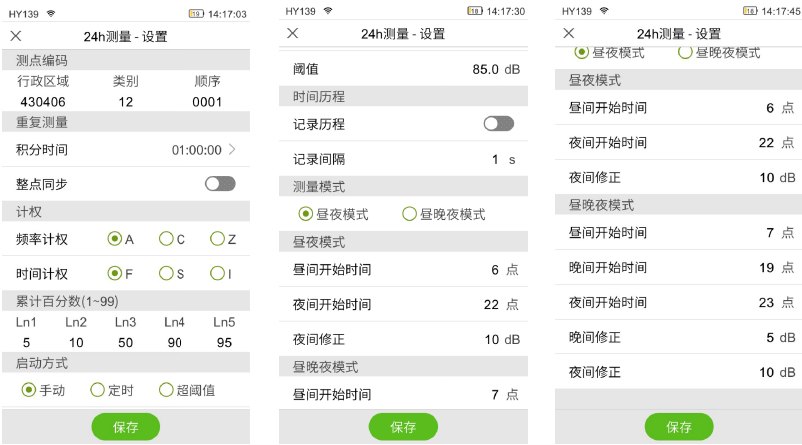 HY139 19 14:17:03
24h测量 - 设置
测点编码
行政区域 类别 顺序
430406 12 0001
重复测量
积分时间 01:00:00
整点同步
计权
频率计权 A C Z
时间计权 F S I
累计百分数(1~99)
Ln1 Ln2 Ln3 Ln4 Ln5
5 10 50 90 95
启动方式
手动 定时 超阈值
保存
HY139 18 14:17:30
24h测量 - 设置
阈值 85.0 dB
时间历程
记录历程
记录间隔 1 s
测量模式
昼夜模式 昼晚夜模式
昼夜模式
昼间开始时间 6 点
夜间开始时间 22 点
夜间修正 10 dB
昼晚夜模式
昼间开始时间 7 点
保存
HY139 18 14:17:45
24h测量 - 设置
昼夜模式 昼晚夜模式
昼夜模式
昼间开始时间 6 点
夜间开始时间 22 点
夜间修正 10 dB
昼晚夜模式
昼间开始时间 7 点
晚间开始时间 19 点
夜间开始时间 23 点
晚间修正 5 dB
夜间修正 10 dB
保存